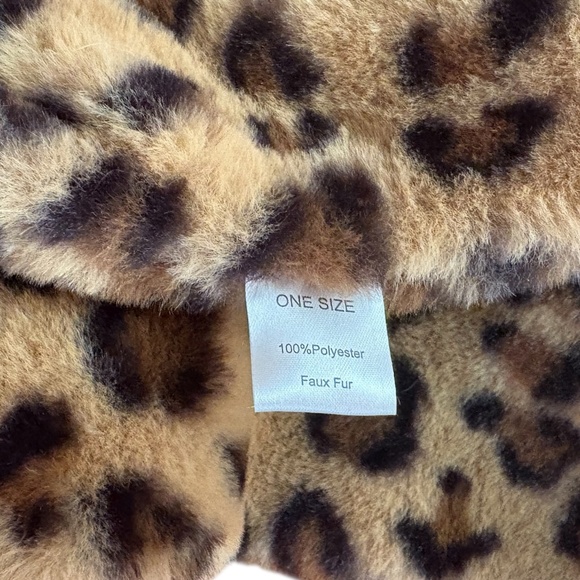 ONE SIZE
100%Polyester
Faux Fur